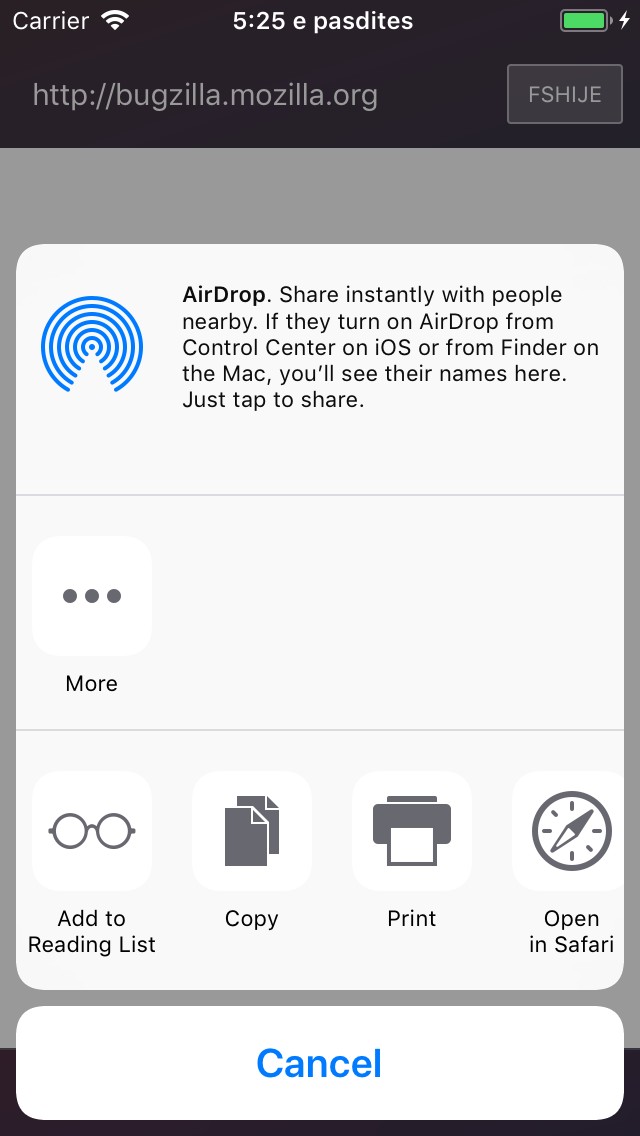 Carrier 5:25 e pasdites
http://bugzilla.mozilla.org FSHIJE
AirDrop. Share instantly with people
nearby. If they turn on AirDrop from
Control Center on iOS or from Finder on
the Mac, you’ll see their names here.
Just tap to share.
More
Add to
Reading List
Copy
Print
Open
in Safari
Cancel